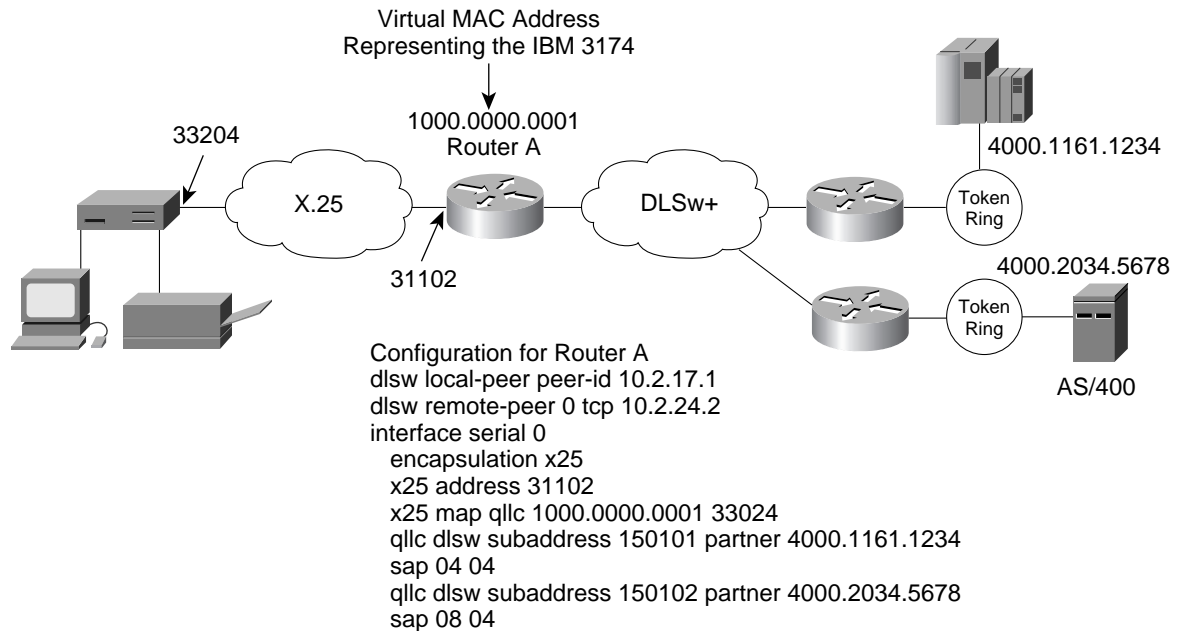 Virtual MAC Address
Representing the IBM 3174
1000.0000.0001
Router A
33204
X.25
31102
DLSw+
4000.1161.1234
Token
Ring
4000.2034.5678
Token
Ring
AS/400
Configuration for Router A
dlsw local-peer peer-id 10.2.17.1
dlsw remote-peer 0 tcp 10.2.24.2
interface serial 0
encapsulation x25
x25 address 31102
x25 map qllc 1000.0000.0001 33024
qllc dlsw subaddress 150101 partner 4000.1161.1234
sap 04 04
qllc dlsw subaddress 150102 partner 4000.2034.5678
sap 08 04